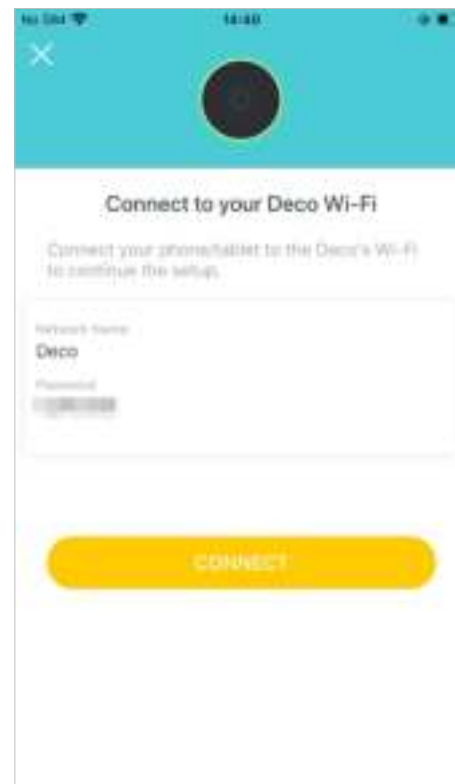 No SIM 14:40
Connect to your Deco Wi-Fi
Connect your phone/tablet to the Deco's Wi-Fi
to continue the setup.
Network Name
Deco
Password
CONNECT